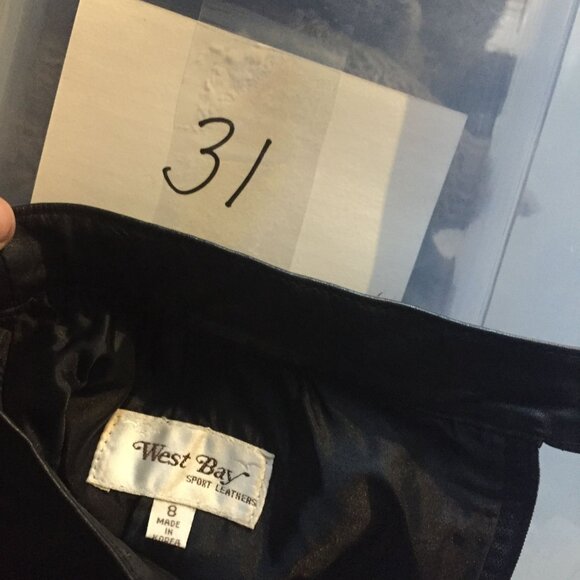 31
West Bay
SPORT LEATHERS
8
MADE
IN
KOREA